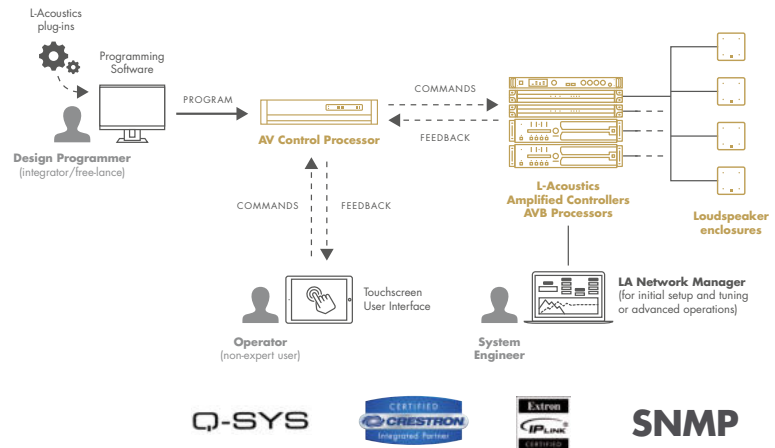 L-Acoustics
plug-ins
Programming
Software
PROGRAM
Design Programmer
(integrator/free-lance)
AV Control Processor
COMMANDS
FEEDBACK
L-Acoustics
Amplified Controllers
AVB Processors
Loudspeaker
enclosures
COMMANDS
FEEDBACK
Touchscreen
User Interface
Operator
(non-expert user)
System
Engineer
LA Network Manager
(for initial setup and tuning
or advanced operations)
Q-SYS
CERTIFIED
CRESTRON
Integrated Partner
Extron
IPLINK®
CERTIFIED
SNMP